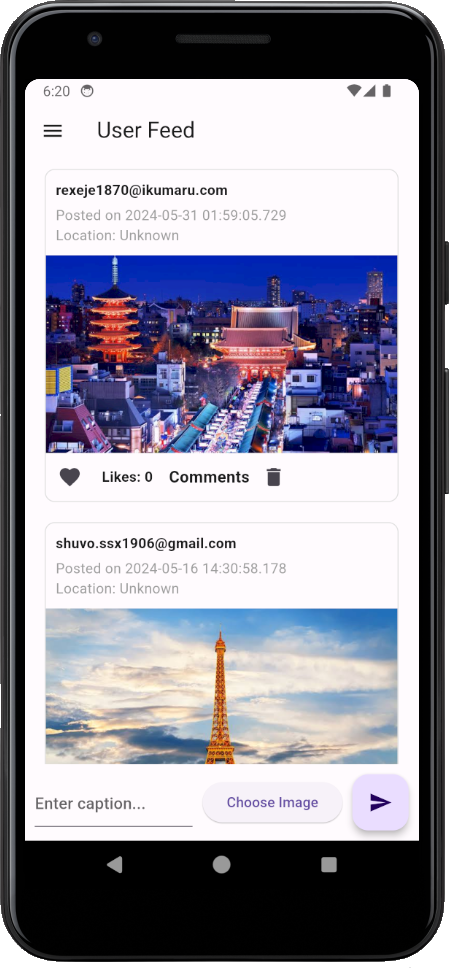 6:20
User Feed
rexeje1870@ikumaru.com
Posted on 2024-05-31 01:59:05.729
Location: Unknown
Likes: 0 Comments
shuvo.ssx1906@gmail.com
Posted on 2024-05-16 14:30:58.178
Location: Unknown
Enter caption... Choose Image